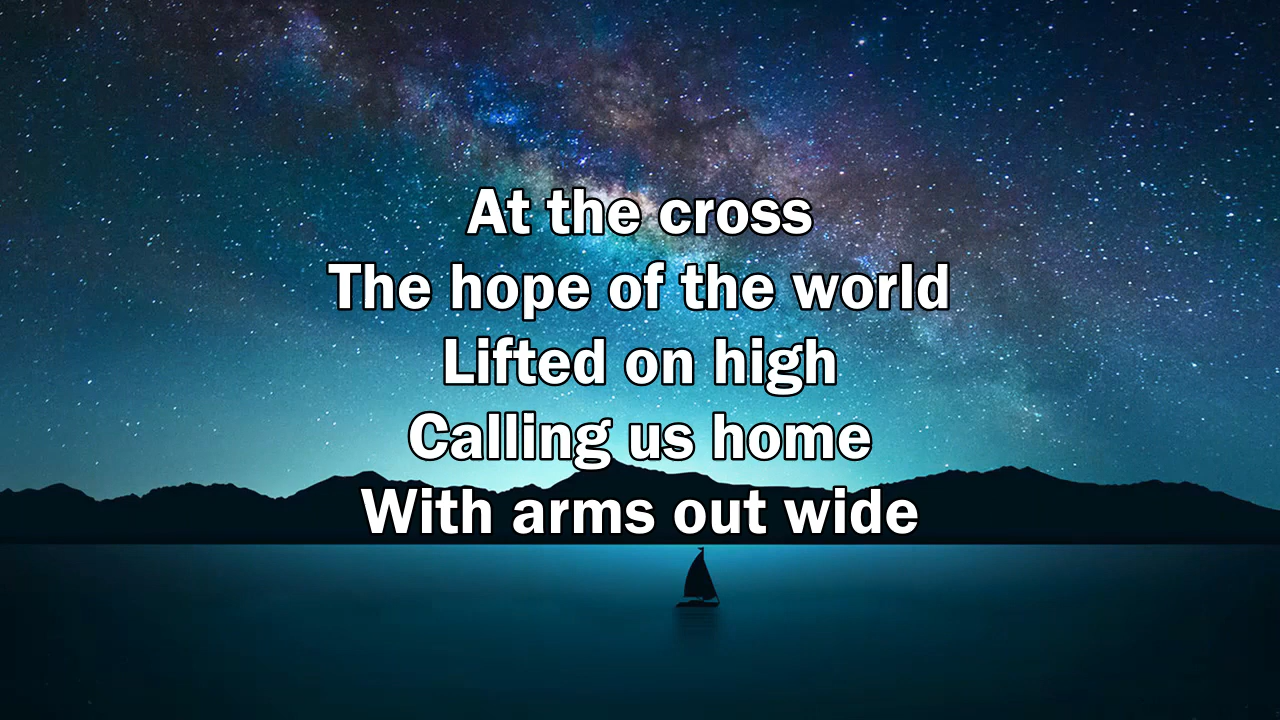 At the cross
The hope of the world
Lifted on high
Calling us home
With arms out wide